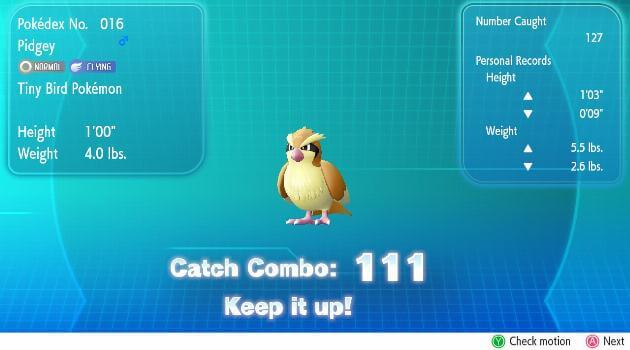 Pokédex No. 016
Pidgey ♂
NORMAL FLYING
Tiny Bird Pokémon
Height 1'00"
Weight 4.0 lbs.
Number Caught
127
Personal Records
Height
▲ 1'03"
▼ 0'09"
Weight
▲ 5.5 lbs.
▼ 2.6 lbs.
Catch Combo: 111
Keep it up!
Y Check motion A Next